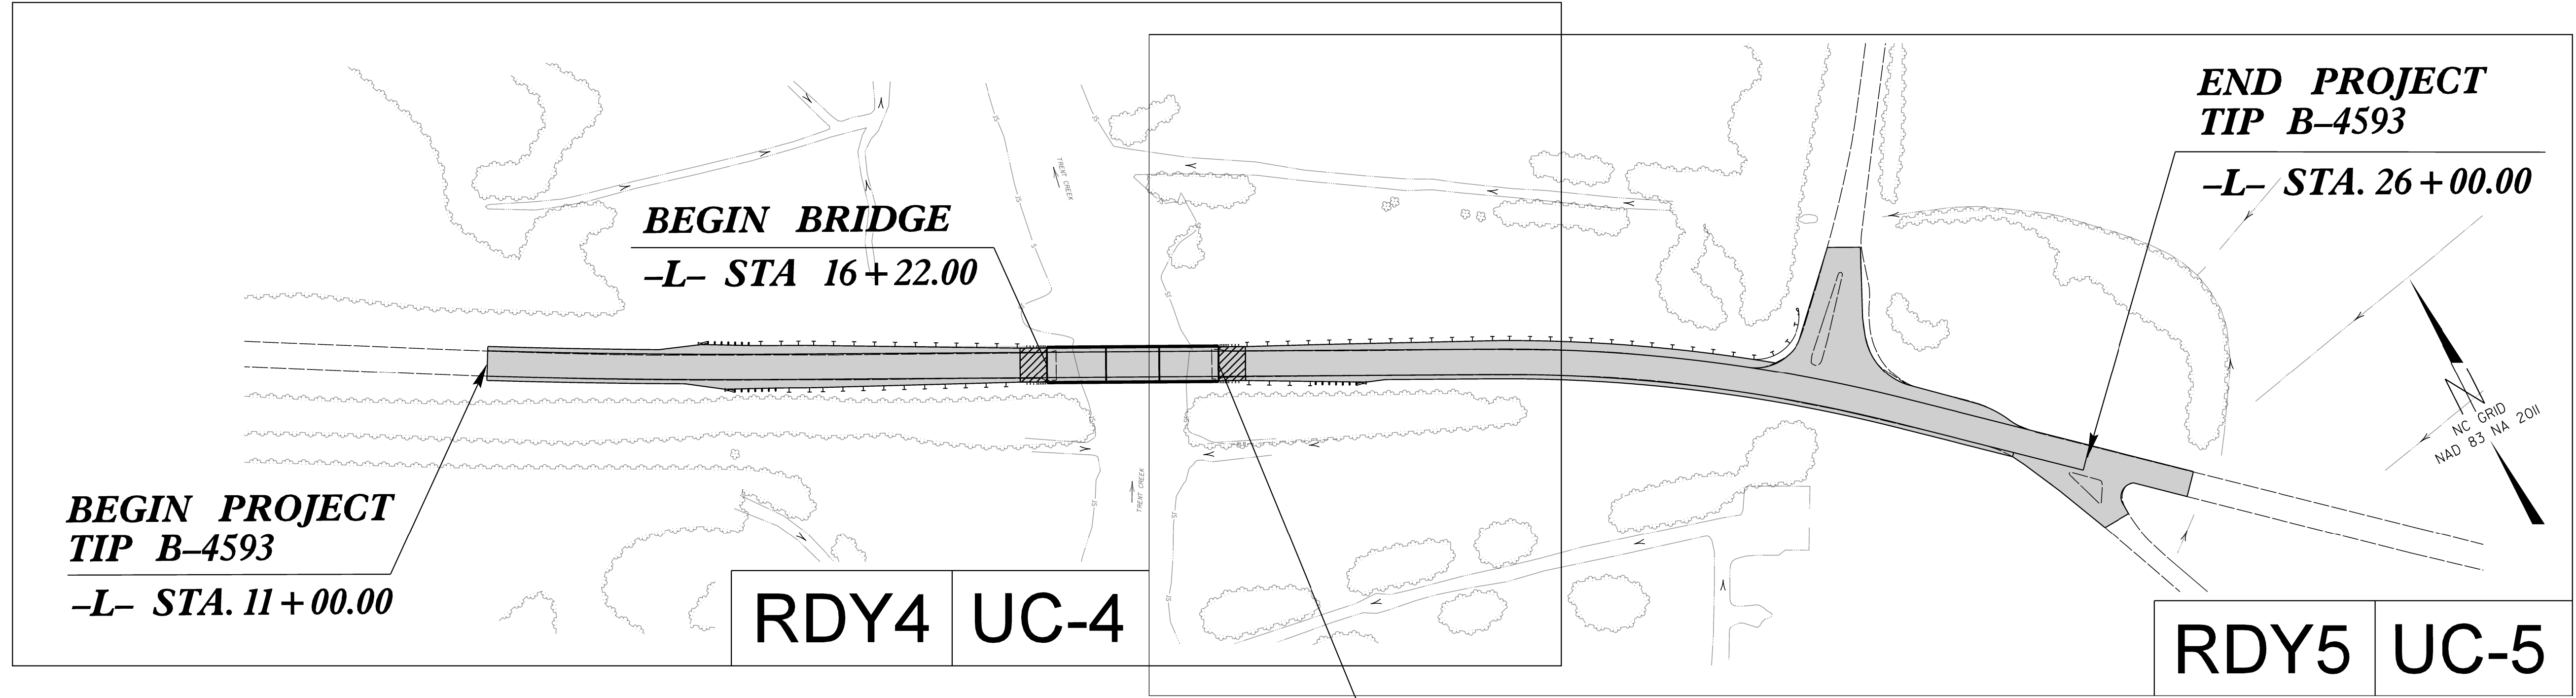 END PROJECT
TIP B–4593
–L– STA. 26+00.00
BEGIN BRIDGE
–L– STA 16+22.00
TRENT CREEK
BEGIN PROJECT
TIP B–4593
–L– STA. 11+00.00
TRENT CREEK
N
NC GRID
NAD 83 NA 2011
RDY4 UC-4
RDY5 UC-5